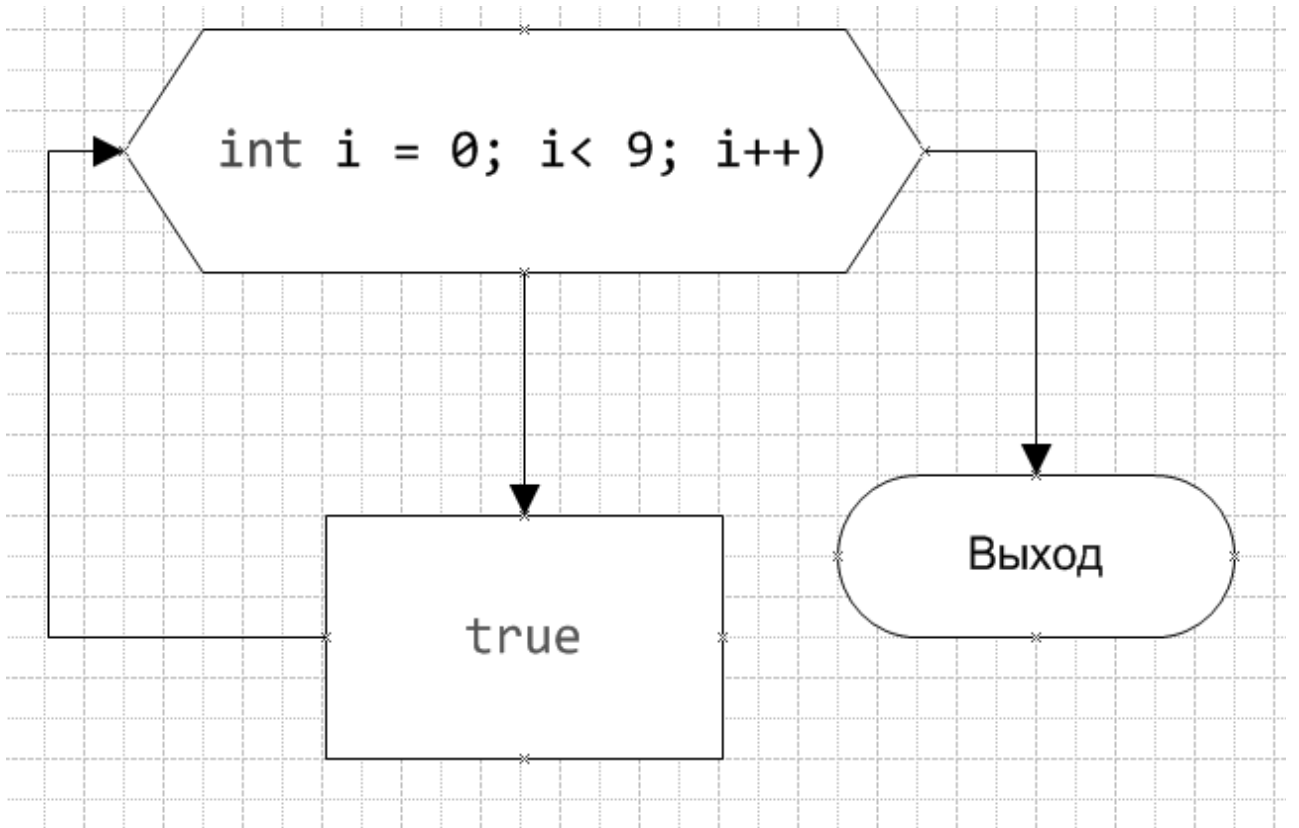 int i = 0; i< 9; i++)
true
Выход